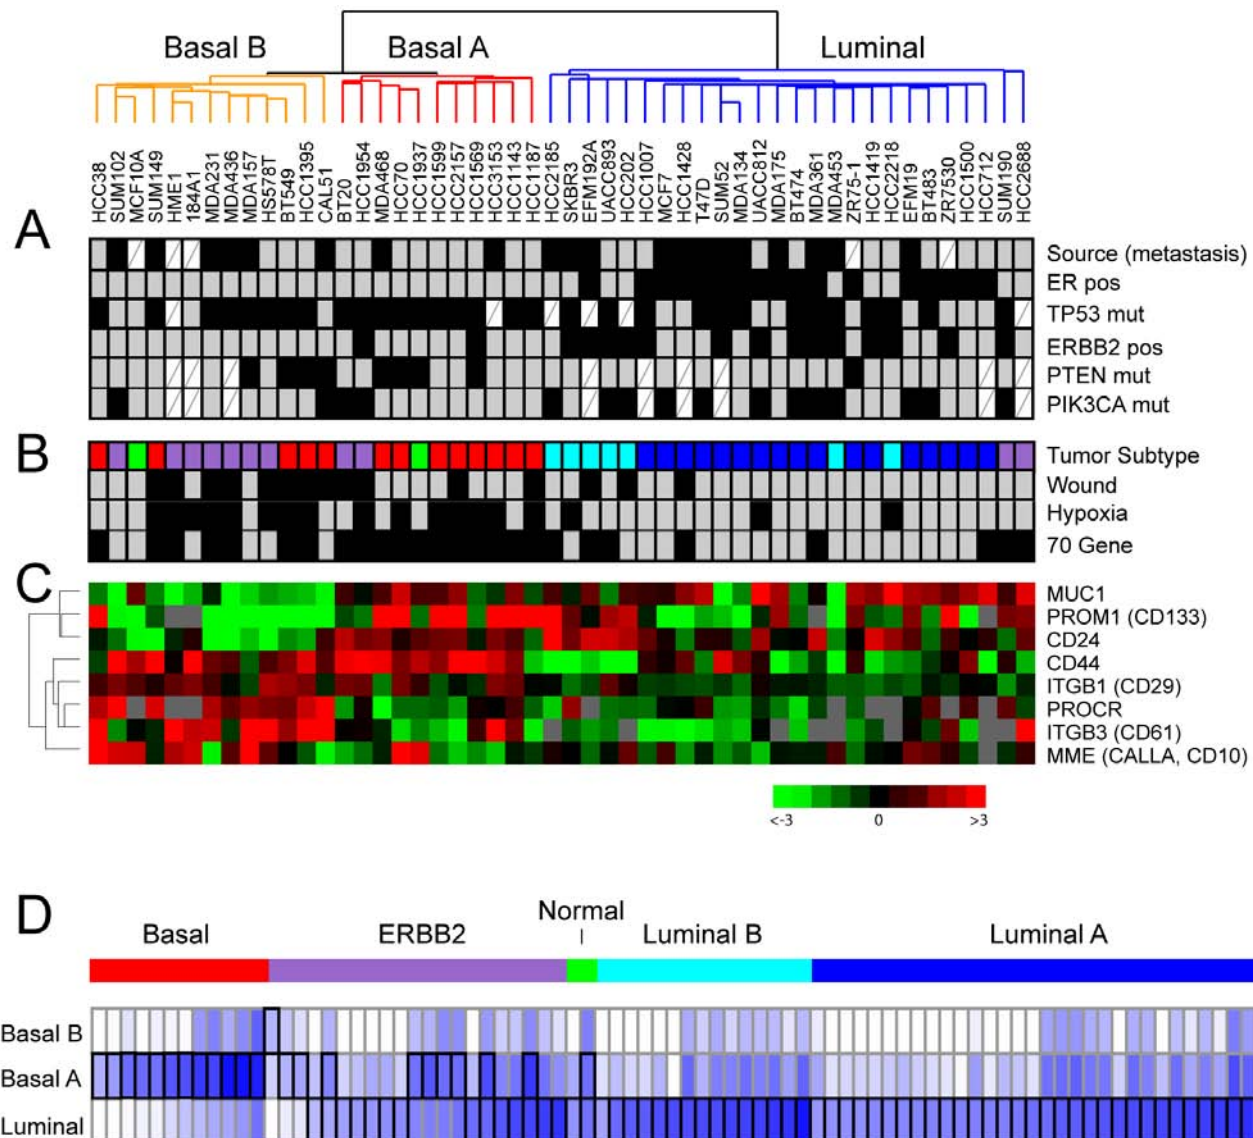 Basal B Basal A Luminal
HCC38 SUM102 MCF10A SUM149 HME1 184A1 MDA231 MDA436 MDA157 HS578T BT549 HCC1395 CAL51 BT20 HCC1954 MDA468 HCC70 HCC1937 HCC1599 HCC2157 HCC1569 HCC3153 HCC1143 HCC1187 HCC2185 SKBR3 EFM192A UACC893 HCC202 HCC1007 MCF7 HCC1428 T47D SUM52 MDA134 UACC812 MDA175 BT474 MDA361 MDA453 ZR75-1 HCC1419 HCC2218 EFM19 BT483 ZR7530 HCC1500 HCC712 SUM190 HCC2688
A
Source (metastasis)
ER pos
TP53 mut
ERBB2 pos
PTEN mut
PIK3CA mut
B
Tumor Subtype
Wound
Hypoxia
70 Gene
C
MUC1
PROM1 (CD133)
CD24
CD44
ITGB1 (CD29)
PROCR
ITGB3 (CD61)
MME (CALLA, CD10)
<-3 0 >3
D
Basal ERBB2 Normal Luminal B Luminal A
Basal B
Basal A
Luminal